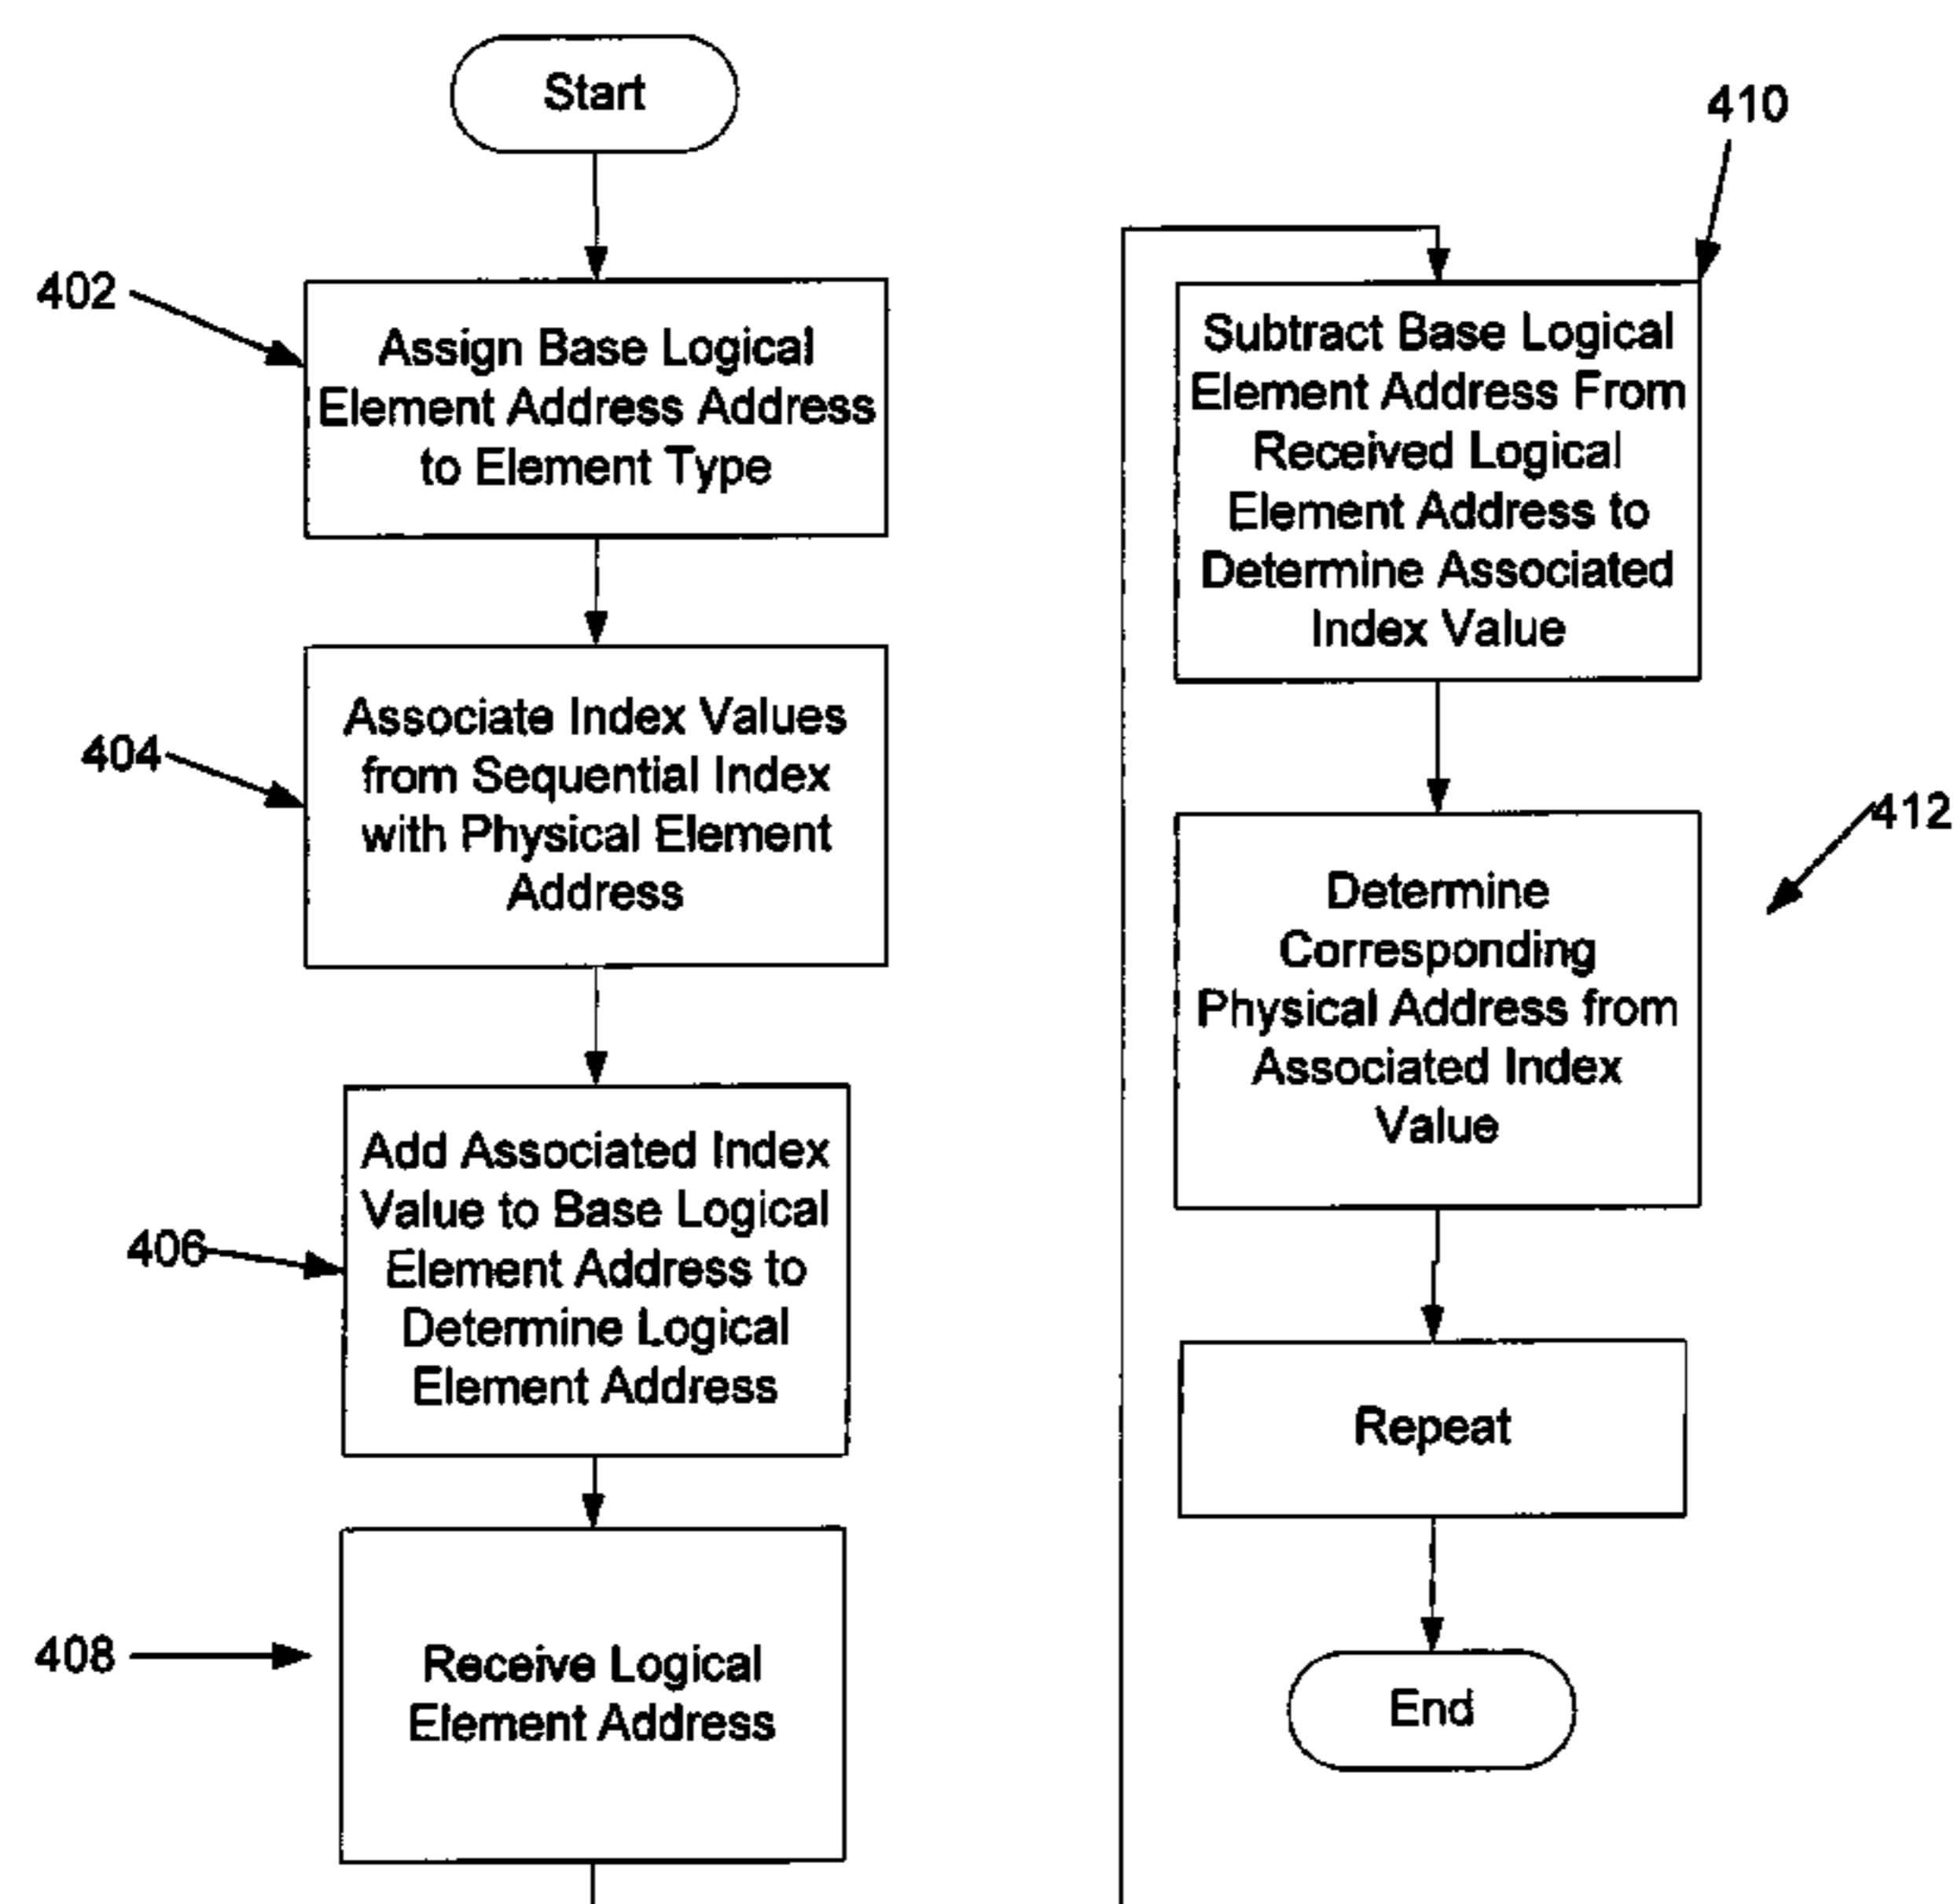 Start
402
Assign Base Logical
Element Address Address
to Element Type
404
Associate Index Values
from Sequential Index
with Physical Element
Address
406
Add Associated Index
Value to Base Logical
Element Address to
Determine Logical
Element Address
408
Receive Logical
Element Address
410
Subtract Base Logical
Element Address From
Received Logical
Element Address to
Determine Associated
Index Value
412
Determine
Corresponding
Physical Address from
Associated Index
Value
Repeat
End